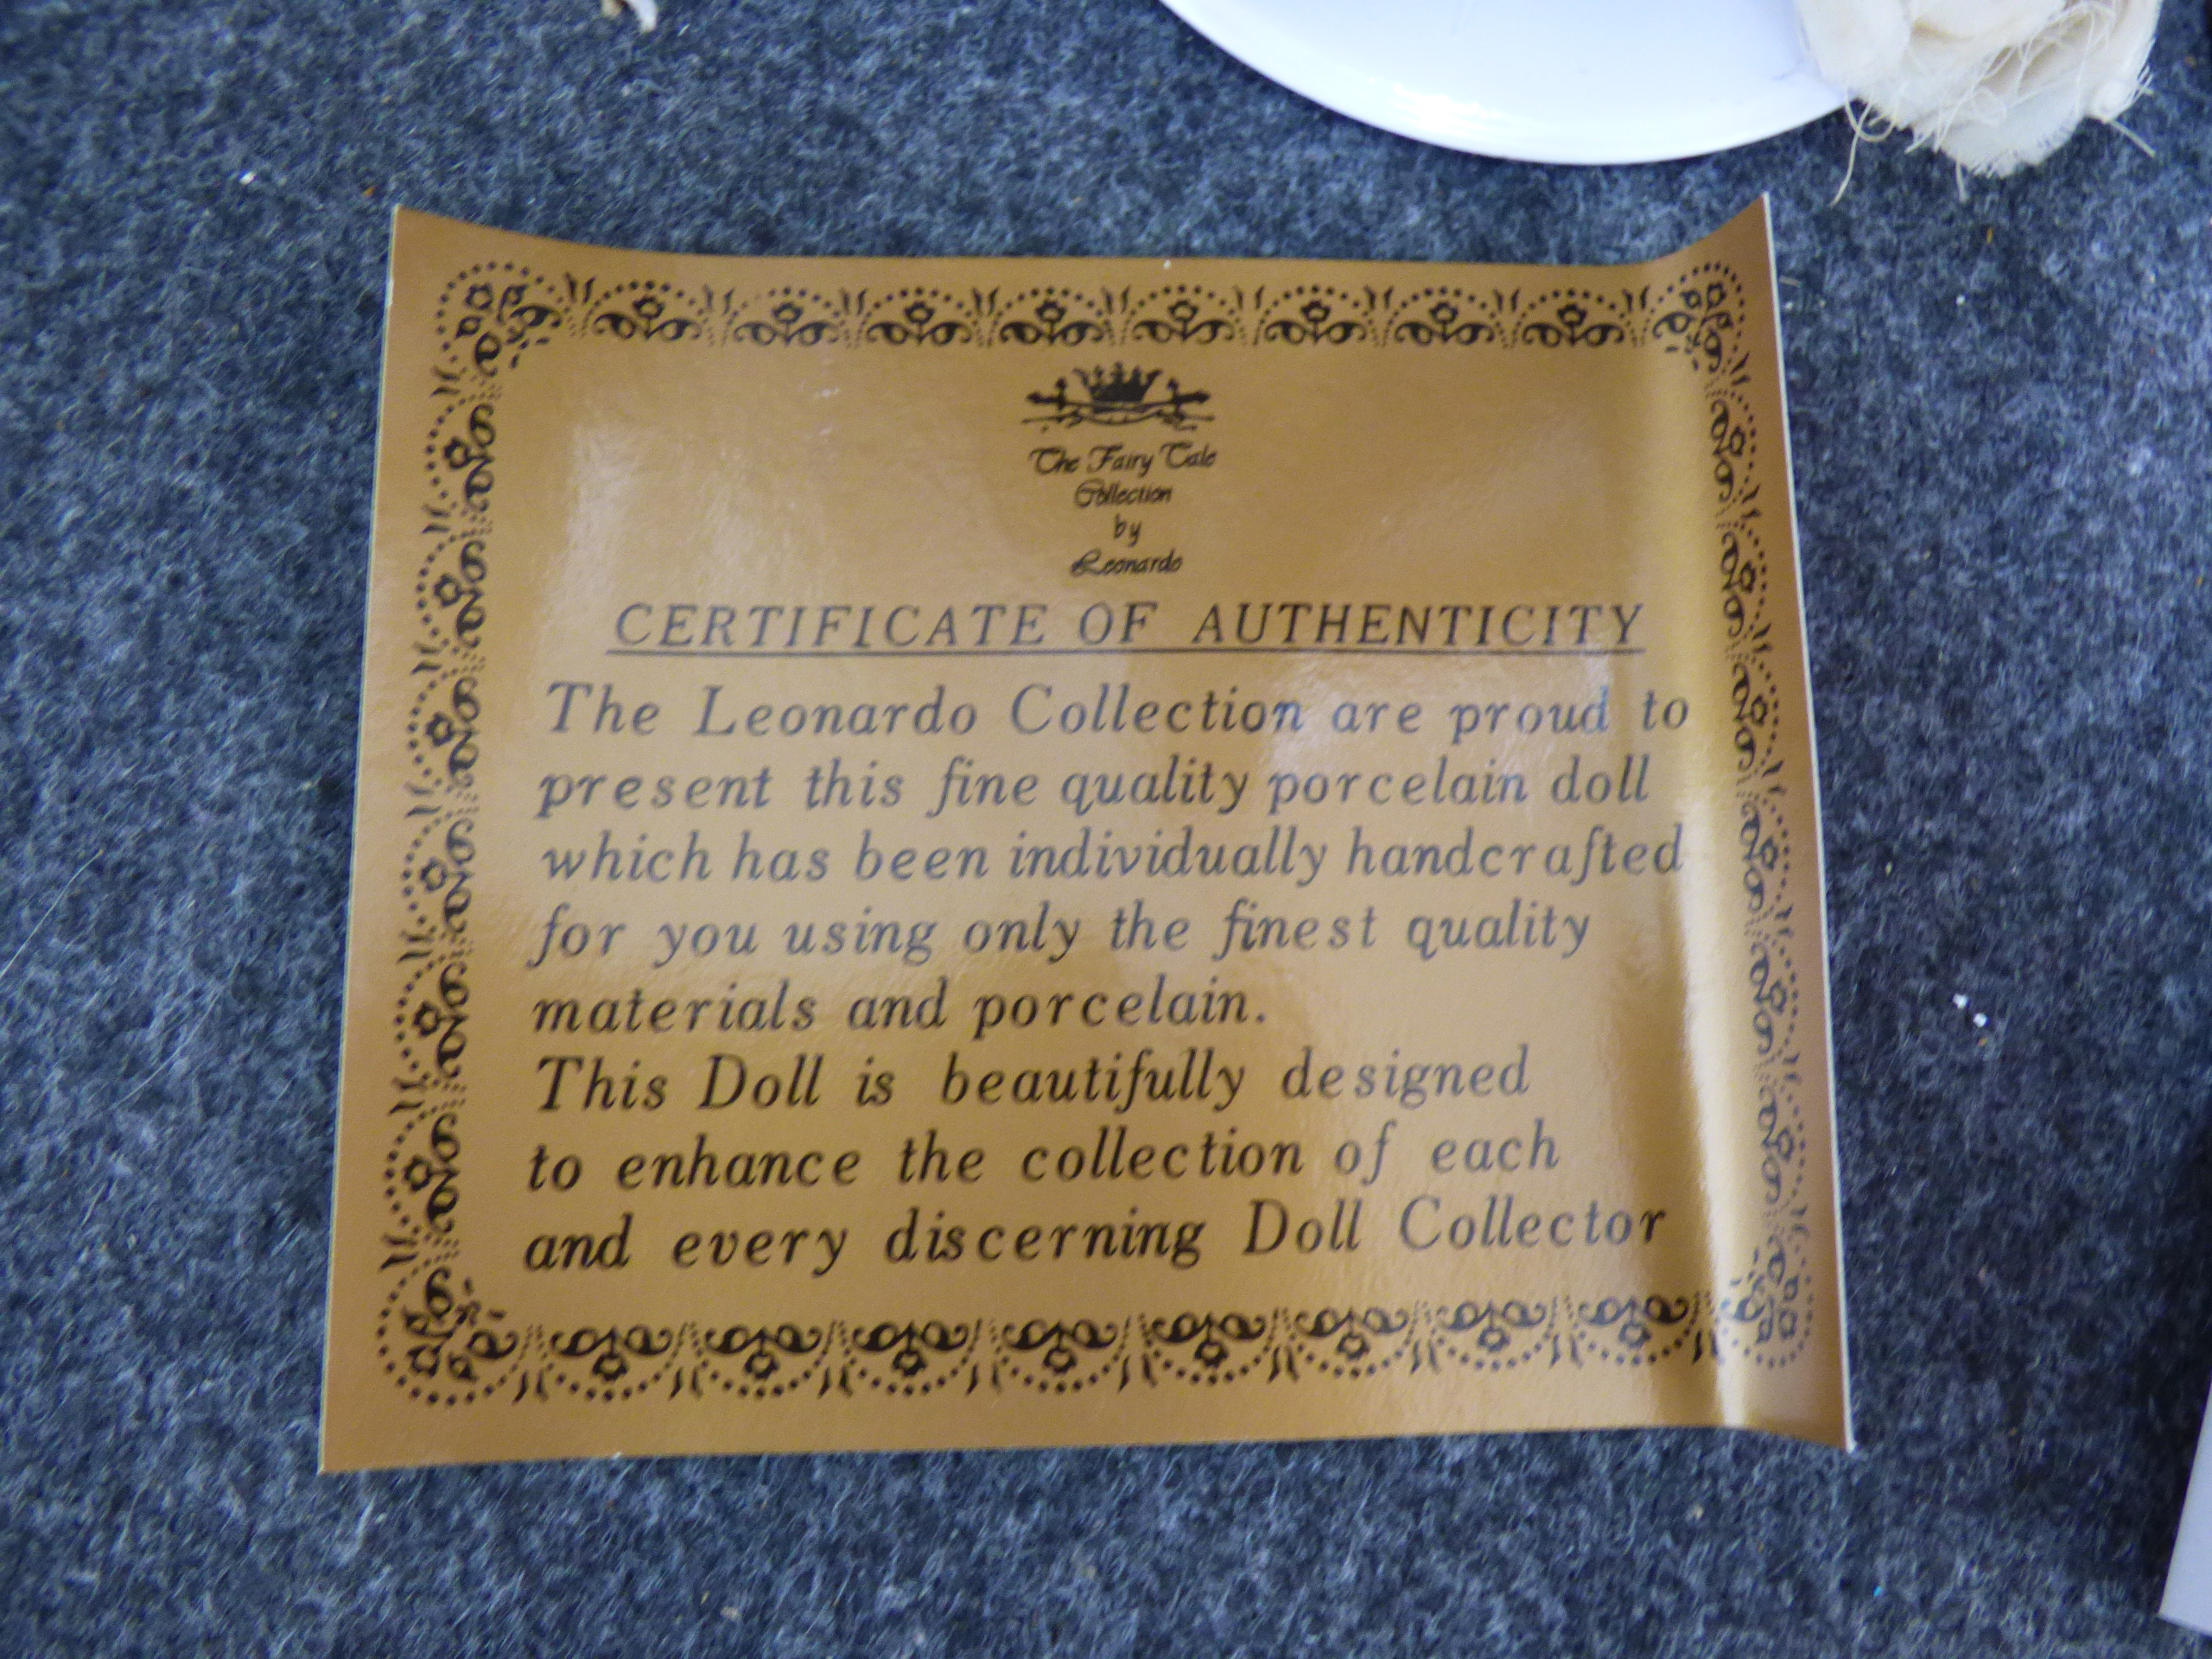 The Fairy Tale
Collection
by
Leonardo
CERTIFICATE OF AUTHENTICITY
The Leonardo Collection are proud to
present this fine quality porcelain doll
which has been individually handcrafted
for you using only the finest quality
materials and porcelain.
This Doll is beautifully designed
to enhance the collection of each
and every discerning Doll Collector